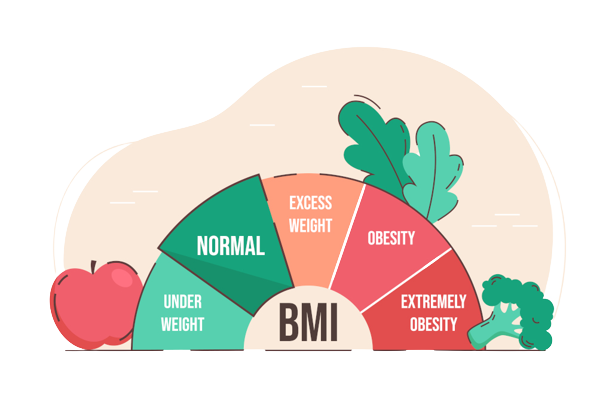 UNDER
WEIGHT
NORMAL
EXCESS
WEIGHT
OBESITY
EXTREMELY
OBESITY
BMI